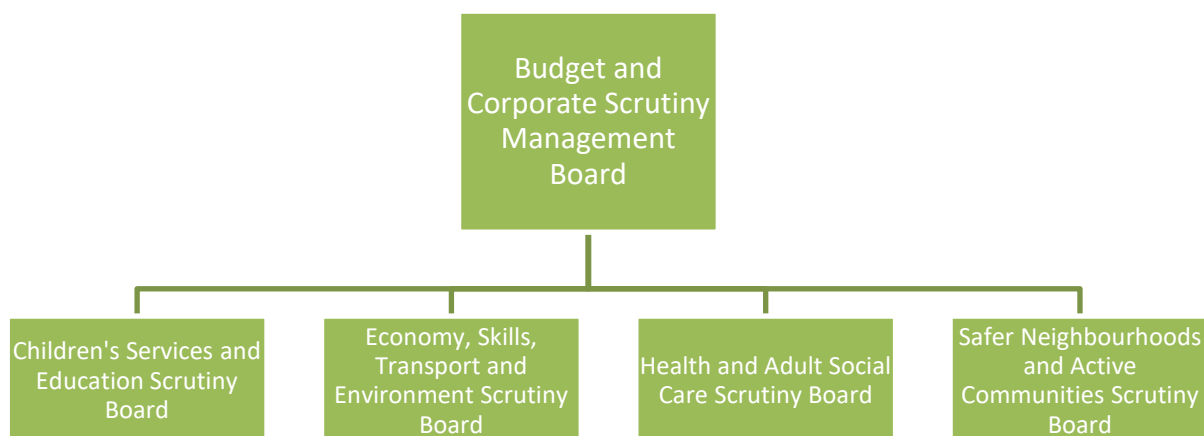 Budget and
Corporate Scrutiny
Management
Board
Children's Services and
Education Scrutiny
Board
Economy, Skills,
Transport and
Environment Scrutiny
Board
Health and Adult Social
Care Scrutiny Board
Safer Neighbourhoods
and Active
Communities Scrutiny
Board